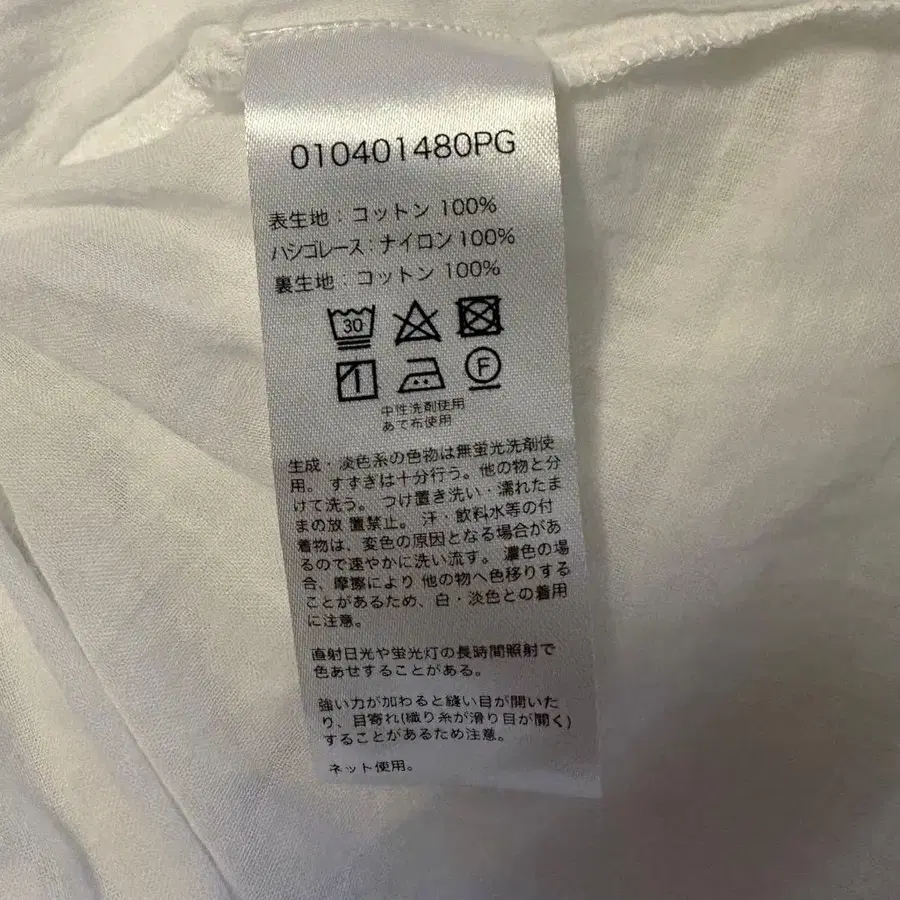 010401480PG
表生地：コットン 100%
ハシゴレース：ナイロン 100%
裏生地：コットン 100%
30
F
中性洗剤使用
あて布使用
生成・淡色系の色物は無蛍光洗剤使
用。 すすぎは十分行う。他の物と分
けて洗う。 つけ置き洗い・濡れたま
まの放 置禁止。 汗・飲料水等の付
着物は、変色の原因となる場合があ
るので速やかに洗い流す。 濃色の場
合、摩擦により 他の物へ色移りする
ことがあるため、白・淡色との着用
に注意。
直射日光や蛍光灯の長時間照射で
色あせすることがある。
強い力が加わると縫い目が開いた
り、目寄れ(織り糸が滑り目が開く)
することがあるため注意。
ネット使用。